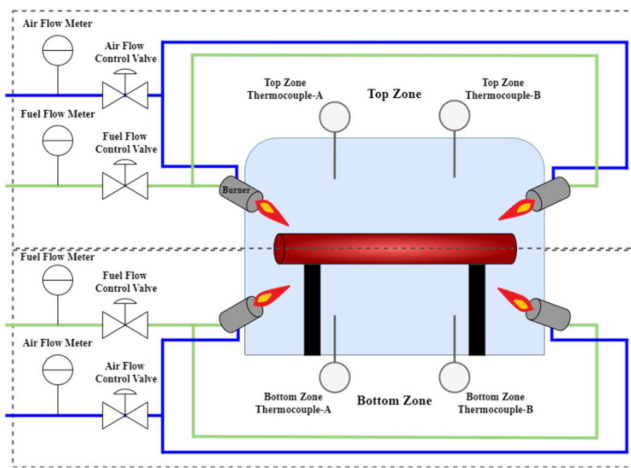 Air Flow Meter
Air Flow
Control Valve
Top Zone
Thermocouple-A
Top Zone
Top Zone
Thermocouple-B
Fuel Flow Meter
Fuel Flow
Control Valve
Burner
Fuel Flow Meter
Fuel Flow
Control Valve
Air Flow Meter
Air Flow
Control Valve
Bottom Zone
Thermocouple-A
Bottom Zone
Bottom Zone
Thermocouple-B